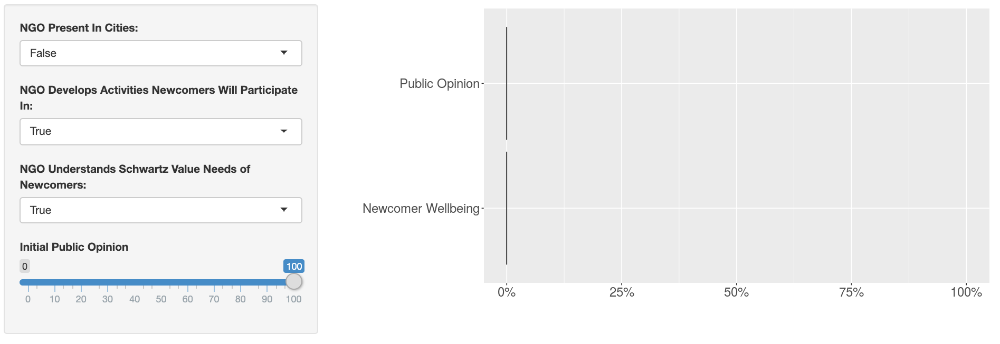 NGO Present In Cities:
False
NGO Develops Activities Newcomers Will Participate
In:
True
NGO Understands Schwartz Value Needs of
Newcomers:
True
Initial Public Opinion
0 100
0 10 20 30 40 50 60 70 80 90 100
Public Opinion
Newcomer Wellbeing
0% 25% 50% 75% 100%